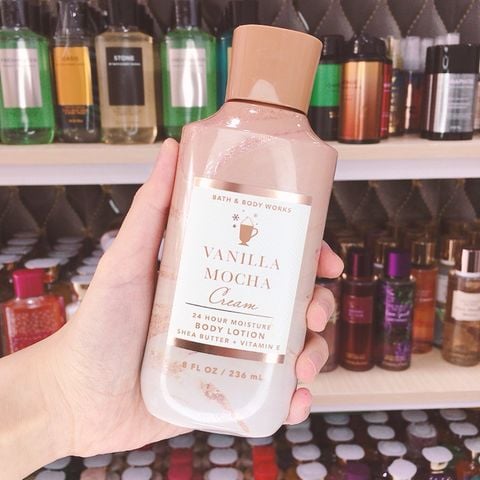 BATH & BODY WORKS
VANILLA
MOCHA
Cream
24 HOUR MOISTURE
BODY LOTION
SHEA BUTTER + VITAMIN E
8 FL OZ / 236 mL
STONE